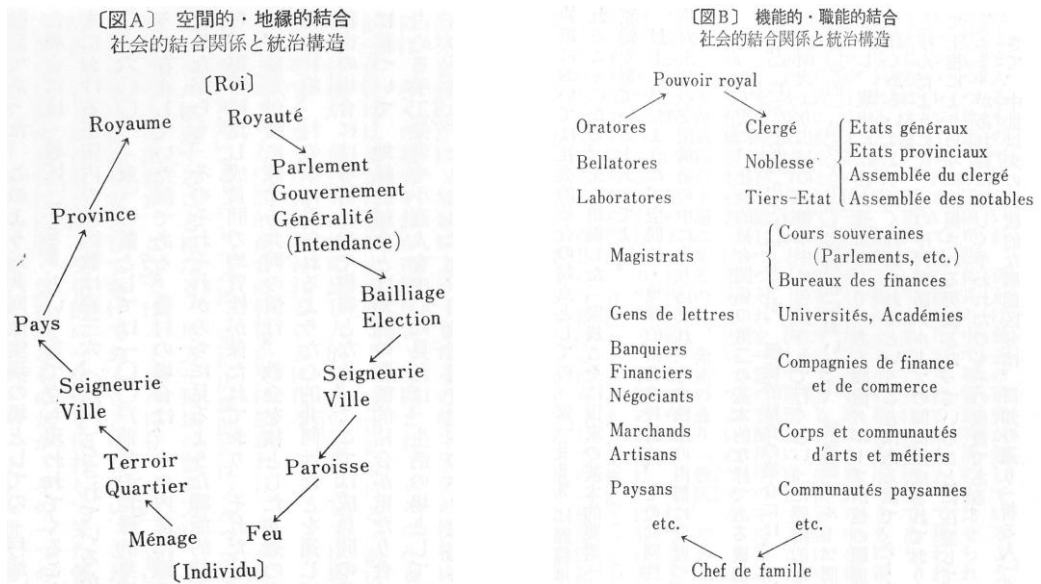 〔図A〕 空間的・地縁的結合
社会的結合関係と統治構造
〔Roi〕
Royaume
Royauté
Parlement
Gouvernement
Généralité
(Intendance)
Province
Bailliage
Election
Pays
Seigneurie
Ville
Seigneurie
Ville
Terroir
Quartier
Paroisse
Ménage
Feu
〔Individu〕
〔図B〕 機能的・職能的結合
社会的結合関係と統治構造
Pouvoir royal
Oratores
Clergé
Etats généraux
Etats provinciaux
Bellatores
Noblesse
Assemblée du clergé
Laboratores
Tiers-Etat
Assemblée des notables
Magistrats
Cours souveraines
(Parlements, etc.)
Bureaux des finances
Gens de lettres
Universités, Académies
Banquiers
Financiers
Négociants
Compagnies de finance
et de commerce
Marchands
Artisans
Corps et communautés
d'arts et métiers
Paysans
Communautés paysannes
etc.
etc.
Chef de famille